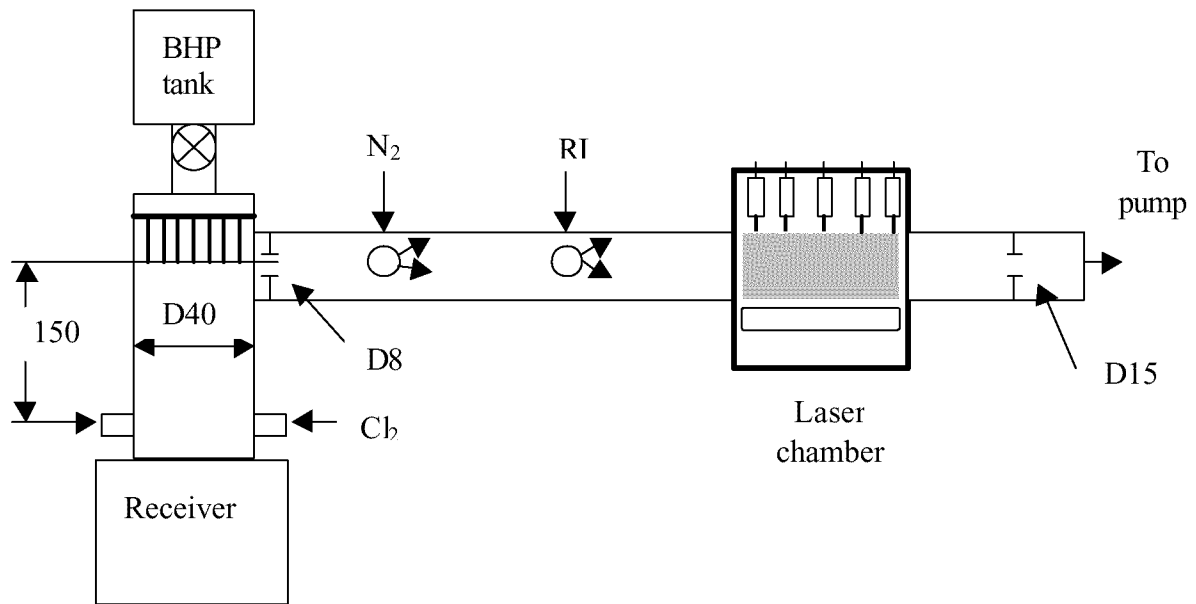 BHP
tank
N₂
RI
To
pump
150
D40
D8
D15
Cl₂
Laser
chamber
Receiver